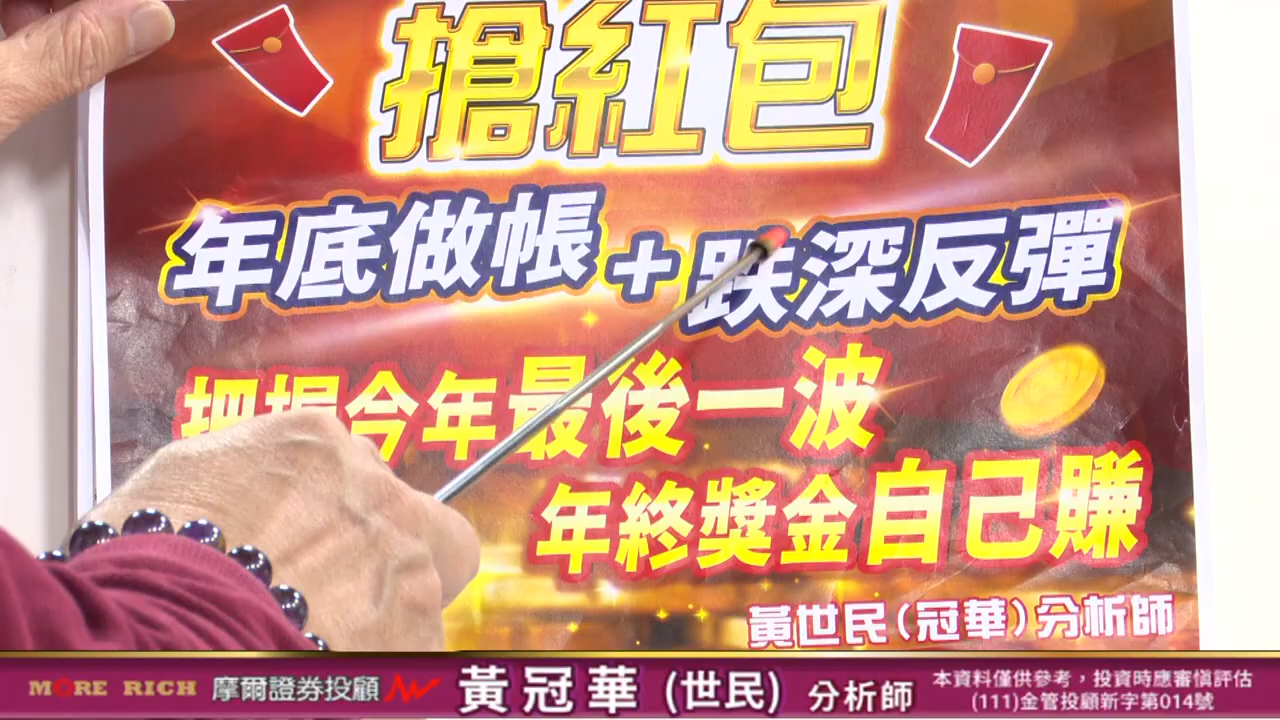 搶紅包
年底做帳+跌深反彈
把握今年最後一波
年終獎金自己賺
黃世民(冠華)分析師
MORE RICH 摩爾證券投顧 黃冠華 (世民) 分析師
本資料僅供參考，投資時應審慎評估
(111)金管投顧新字第014號